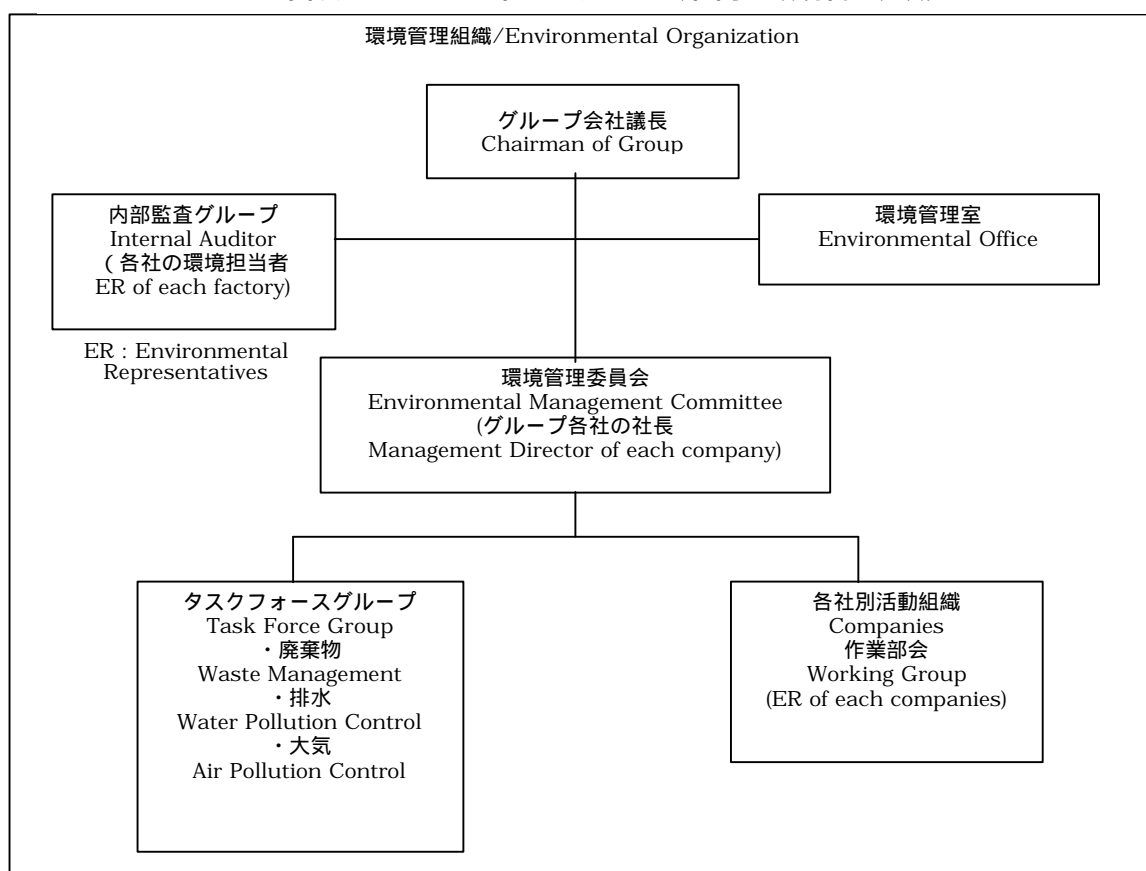 環境管理組織/Environmental Organization
グループ会社議長
Chairman of Group
内部監査グループ
Internal Auditor
( 各社の環境担当者
ER of each factory)
環境管理室
Environmental Office
ER : Environmental
Representatives
環境管理委員会
Environmental Management Committee
(グループ各社の社長
Management Director of each company)
タスクフォースグループ
Task Force Group
・廃棄物
Waste Management
・排水
Water Pollution Control
・大気
Air Pollution Control
各社別活動組織
Companies
作業部会
Working Group
(ER of each companies)